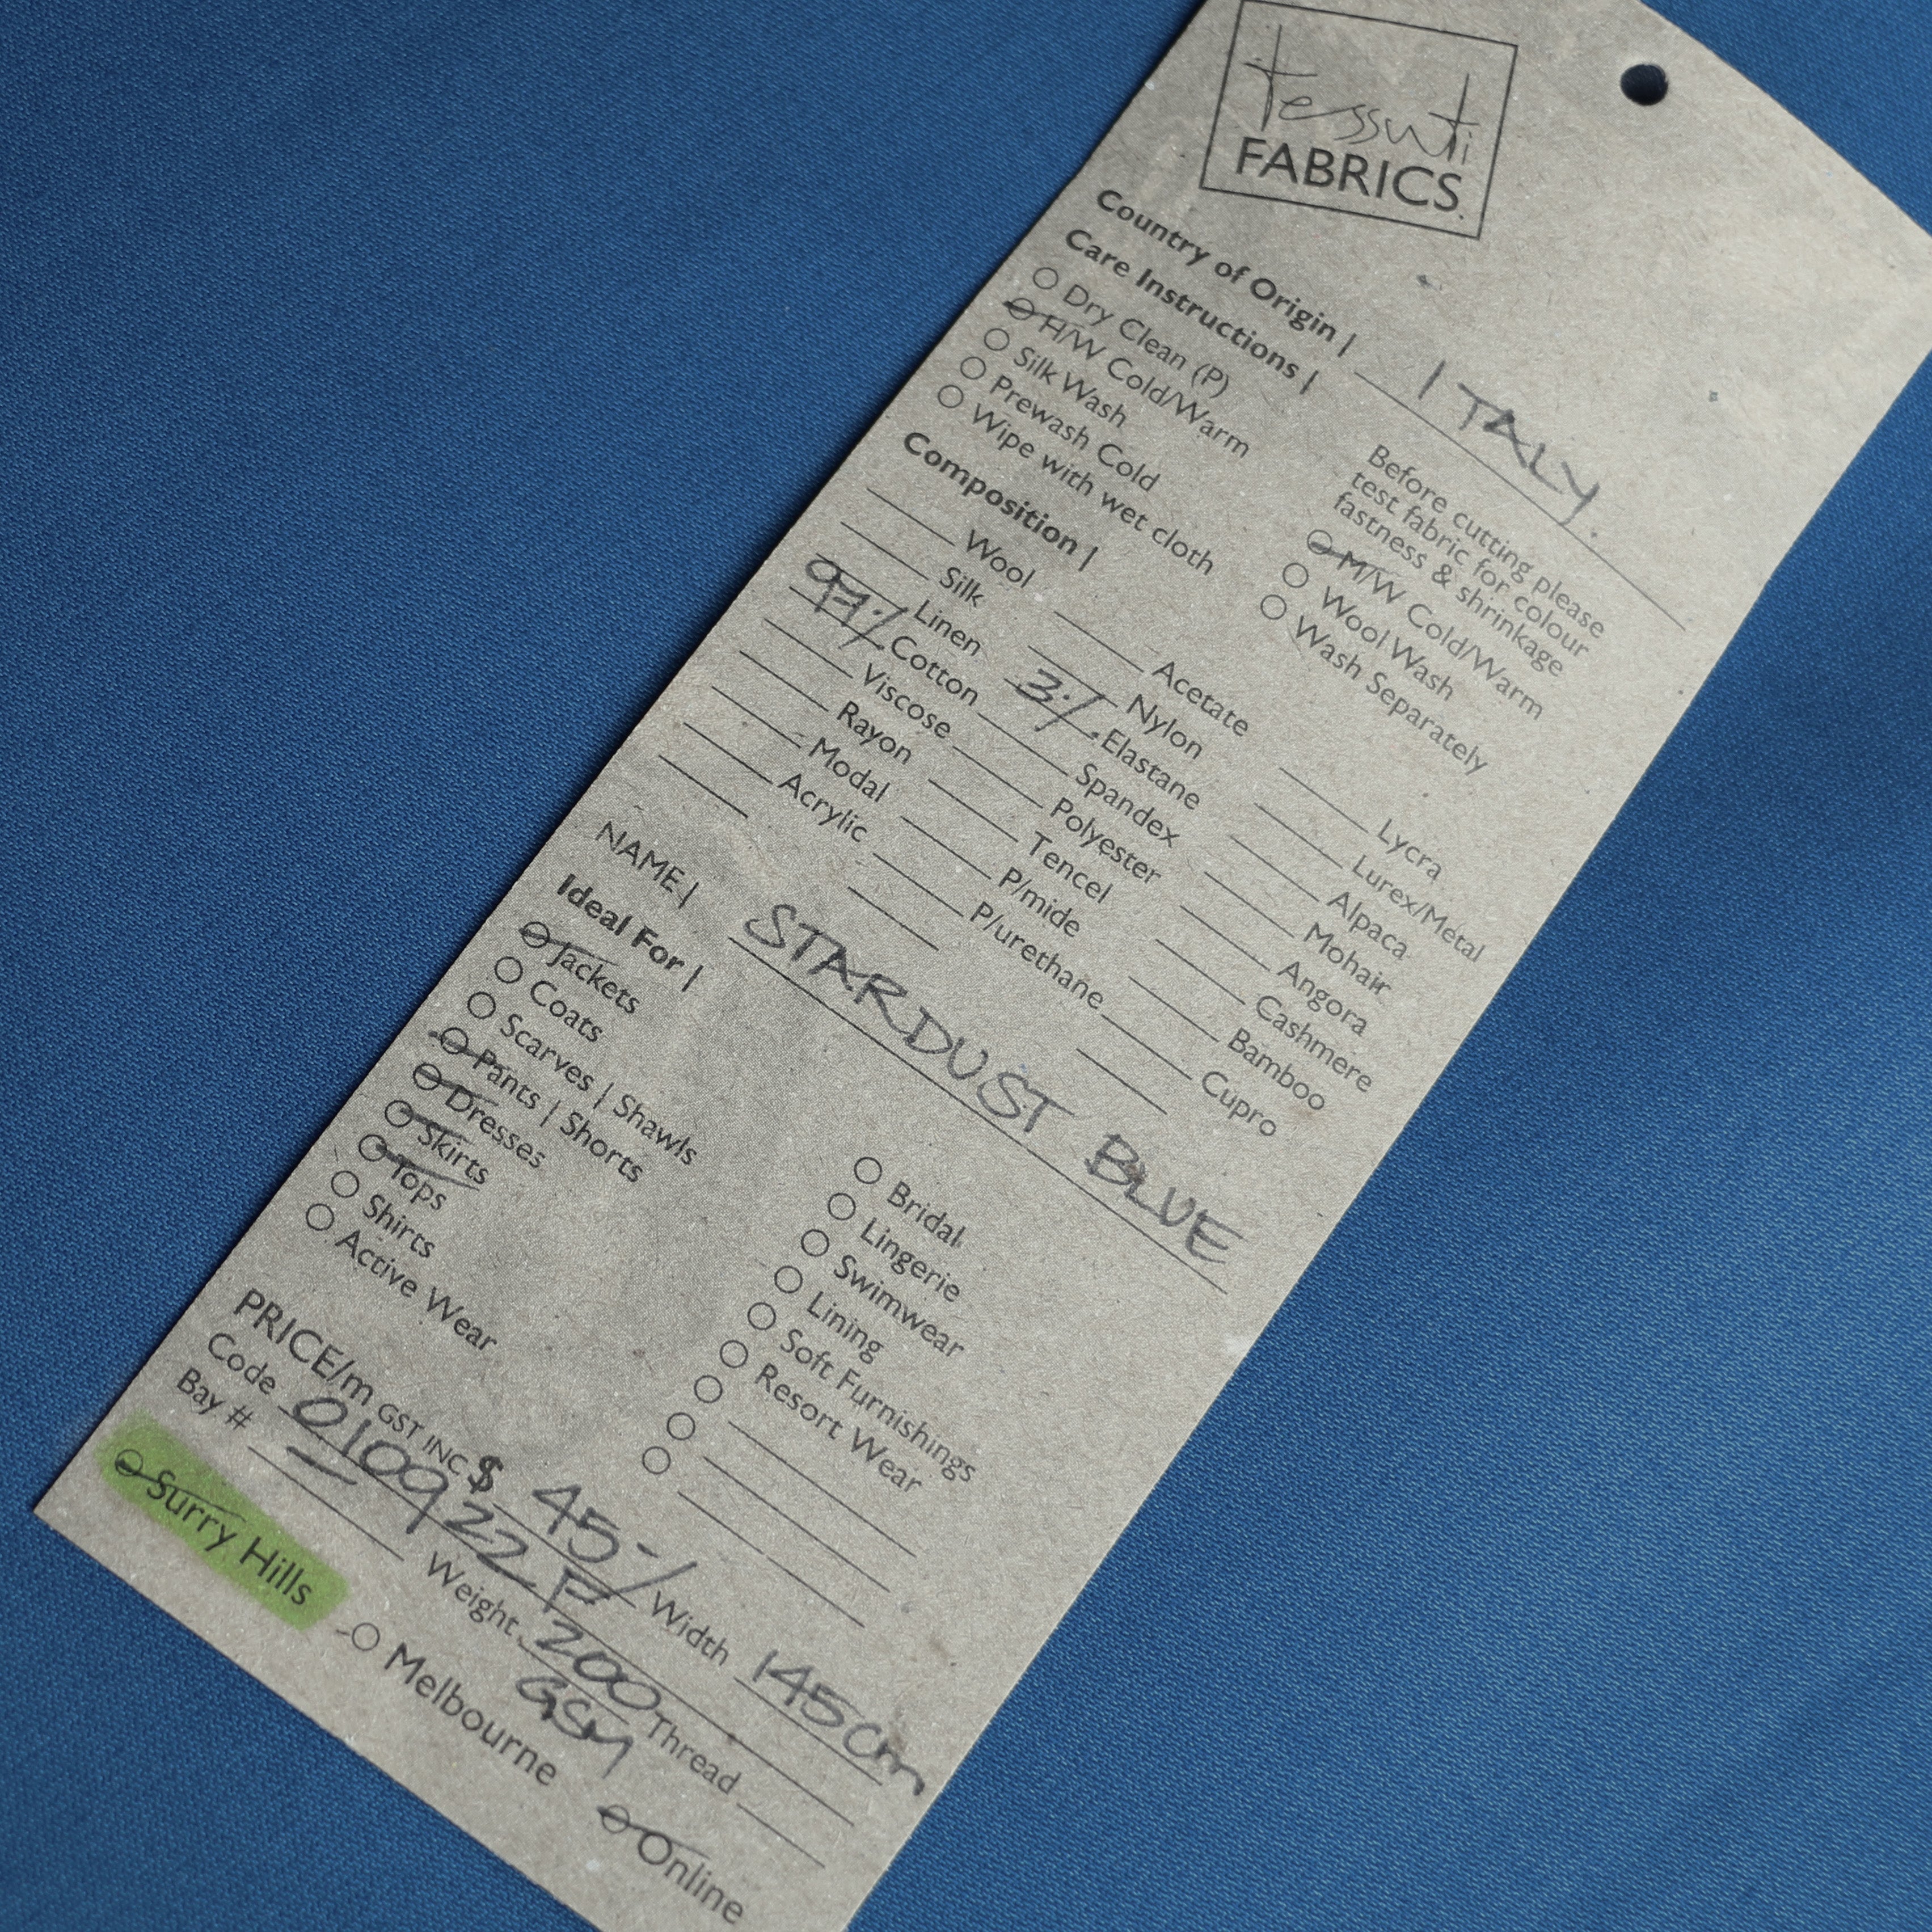 tessuti
FABRICS
Country of Origin | ITALY.
Care Instructions |
Before cutting please
test fabric for colour
fastness & shrinkage
Dry Clean (P)
H/W Cold/Warm M/W Cold/Warm
Silk Wash Wool Wash
Prewash Cold Wash Separately
Wipe with wet cloth
Composition |
Wool Acetate Lycra
Silk Nylon Lurex/Metal
Linen 3% Elastane Alpaca
97% Cotton Spandex Mohair
Viscose Polyester Angora
Rayon Tencel Cashmere
Modal P/mide Bamboo
Acrylic P/urethane Cupro
NAME | STARDUST BLUE
Ideal For |
Jackets Bridal
Coats Lingerie
Scarves | Shawls Swimwear
Pants | Shorts Lining
Dresses Soft Furnishings
Skirts Resort Wear
Tops
Shirts
Active Wear
PRICE/m GST INC $ 45-/ Width 145cm
Code 010922F
Bay # Weight 200 GSM Thread
Surry Hills Melbourne Online